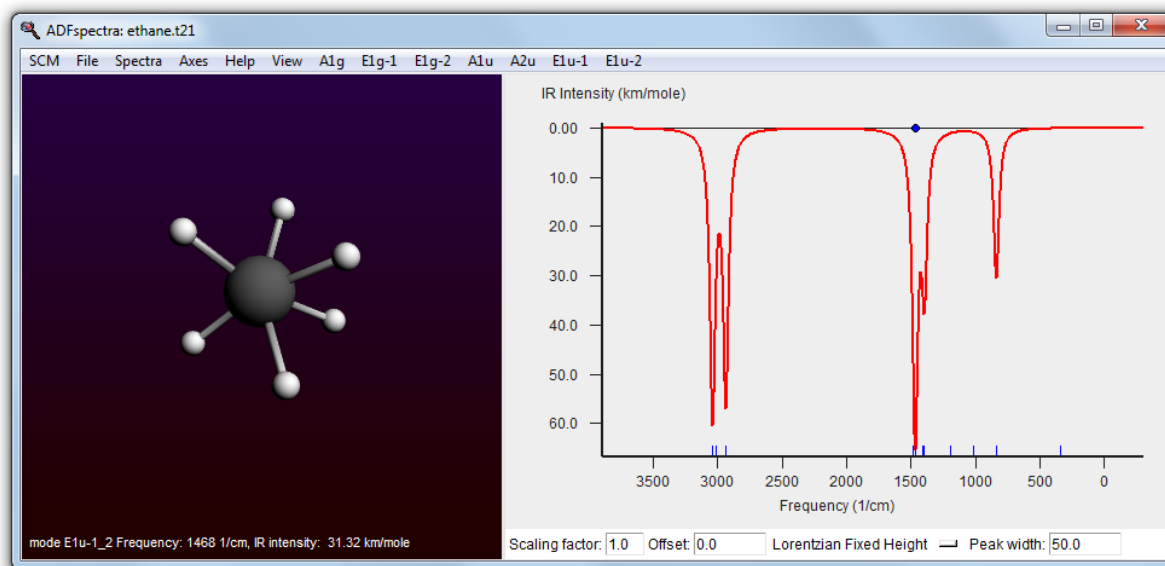 ADFspectra: ethane.t21
SCM File Spectra Axes Help View A1g E1g-1 E1g-2 A1u A2u E1u-1 E1u-2
IR Intensity (km/mole)
0.00
10.0
20.0
30.0
40.0
50.0
60.0
3500 3000 2500 2000 1500 1000 500 0
Frequency (1/cm)
mode E1u-1_2 Frequency: 1468 1/cm, IR intensity: 31.32 km/mole
Scaling factor: 1.0 Offset: 0.0 Lorentzian Fixed Height Peak width: 50.0